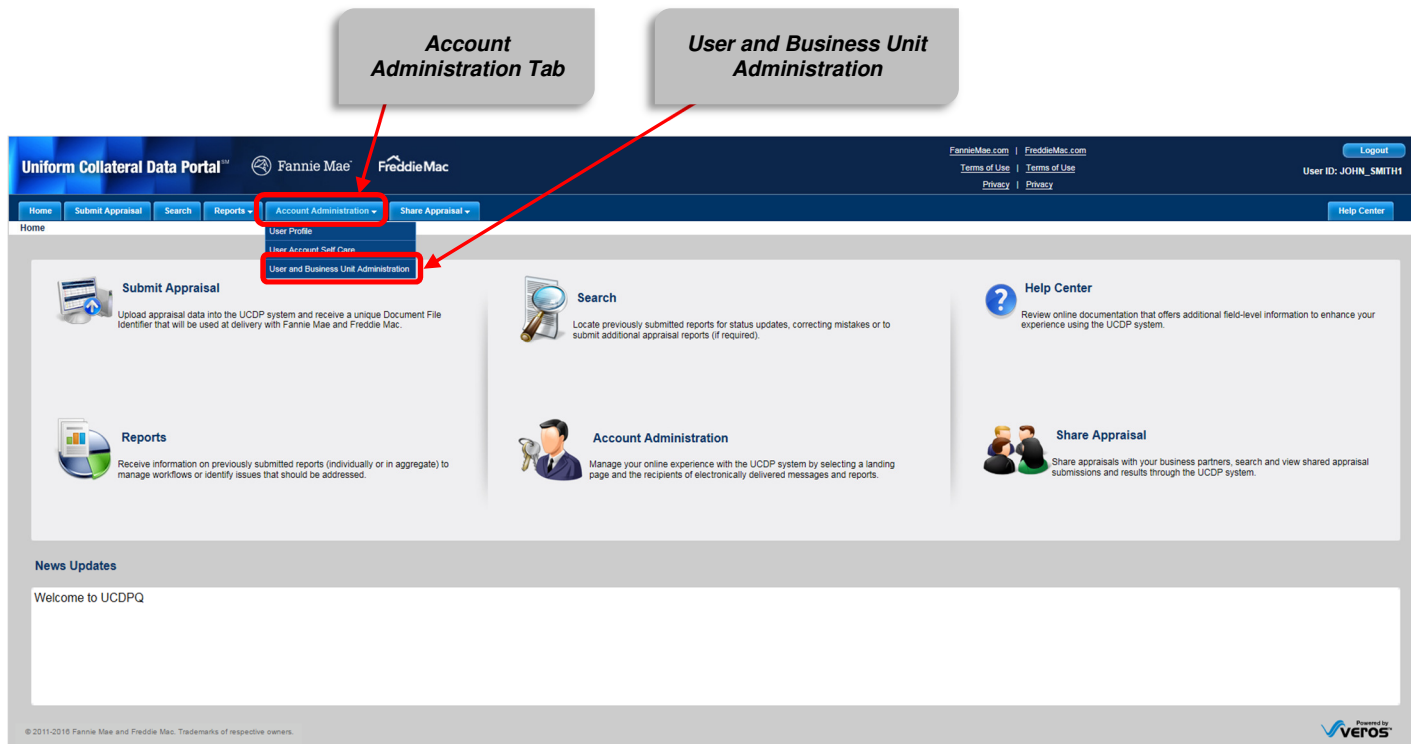 Account
Administration Tab
User and Business Unit
Administration
Uniform Collateral Data Portal℠
Fannie Mae®
Freddie Mac
FannieMae.com | FreddieMac.com
Terms of Use | Terms of Use
Privacy | Privacy
Logout
User ID: JOHN_SMITH1
Home
Submit Appraisal
Search
Reports
Account Administration
Share Appraisal
Help Center
Home
User Profile
User Account Self Care
User and Business Unit Administration
Submit Appraisal
Upload appraisal data into the UCDP system and receive a unique Document File
Identifier that will be used at delivery with Fannie Mae and Freddie Mac.
Search
Locate previously submitted reports for status updates, correcting mistakes or to
submit additional appraisal reports (if required).
Help Center
Review online documentation that offers additional field-level information to enhance your
experience using the UCDP system.
Reports
Receive information on previously submitted reports (individually or in aggregate) to
manage workflows or identify issues that should be addressed.
Account Administration
Manage your online experience with the UCDP system by selecting a landing
page and the recipients of electronically delivered messages and reports.
Share Appraisal
Share appraisals with your business partners, search and view shared appraisal
submissions and results through the UCDP system.
News Updates
Welcome to UCDPQ
© 2011-2016 Fannie Mae and Freddie Mac. Trademarks of respective owners.
Powered by
veros